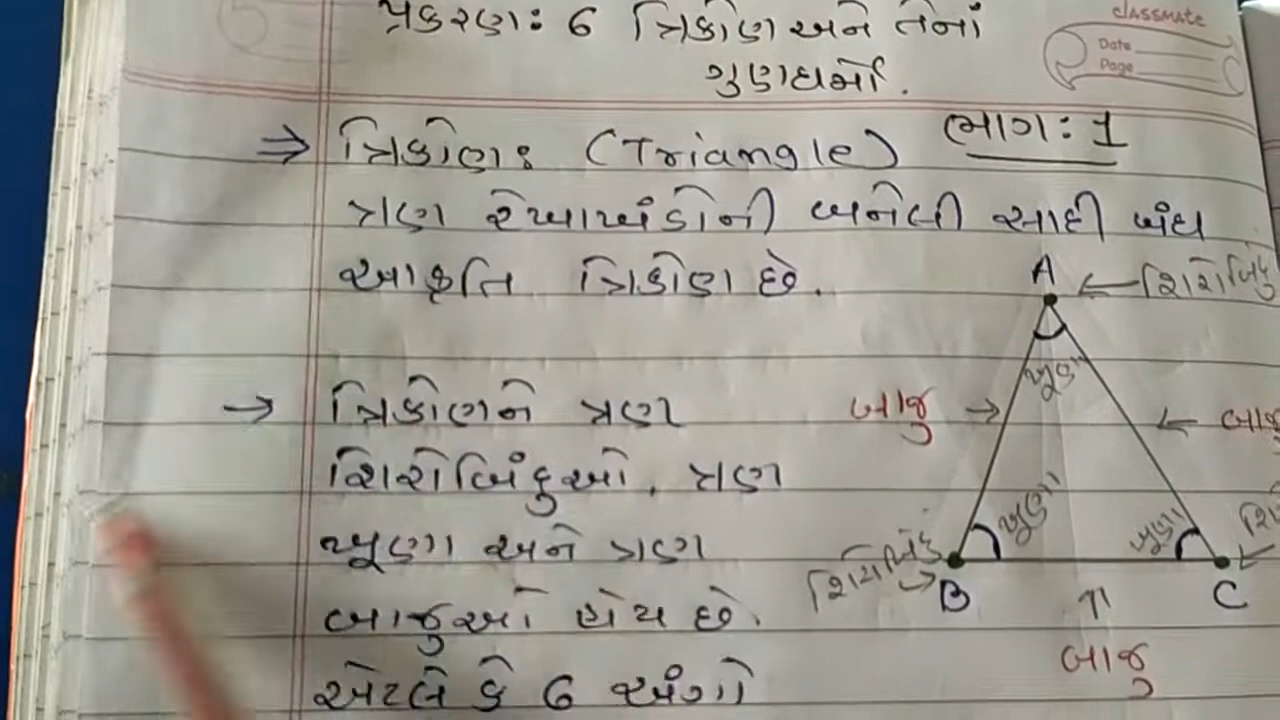 પ્રકરણ: 6 ત્રિકોણ અને તેનાં
ગુણધર્મો.
classmate
Date
Page
ભાગ: 1
⇒ ત્રિકોણ: (Triangle)
ત્રણ રેખાખંડોની બનેલી સાદી બંધ
આકૃતિ ત્રિકોણ છે.
A ← શિરોબિંદુ
ખૂણા
→ ત્રિકોણને ત્રણ
બાજુ →
←
શિરોબિંદુઓ, ત્રણ
ખૂણા
ખૂણા
ખૂણા અને ત્રણ
શિરોબિંદુ →
B
C
બાજુઓ હોય છે.
બાજુ
એટલે કે 6 અંગો